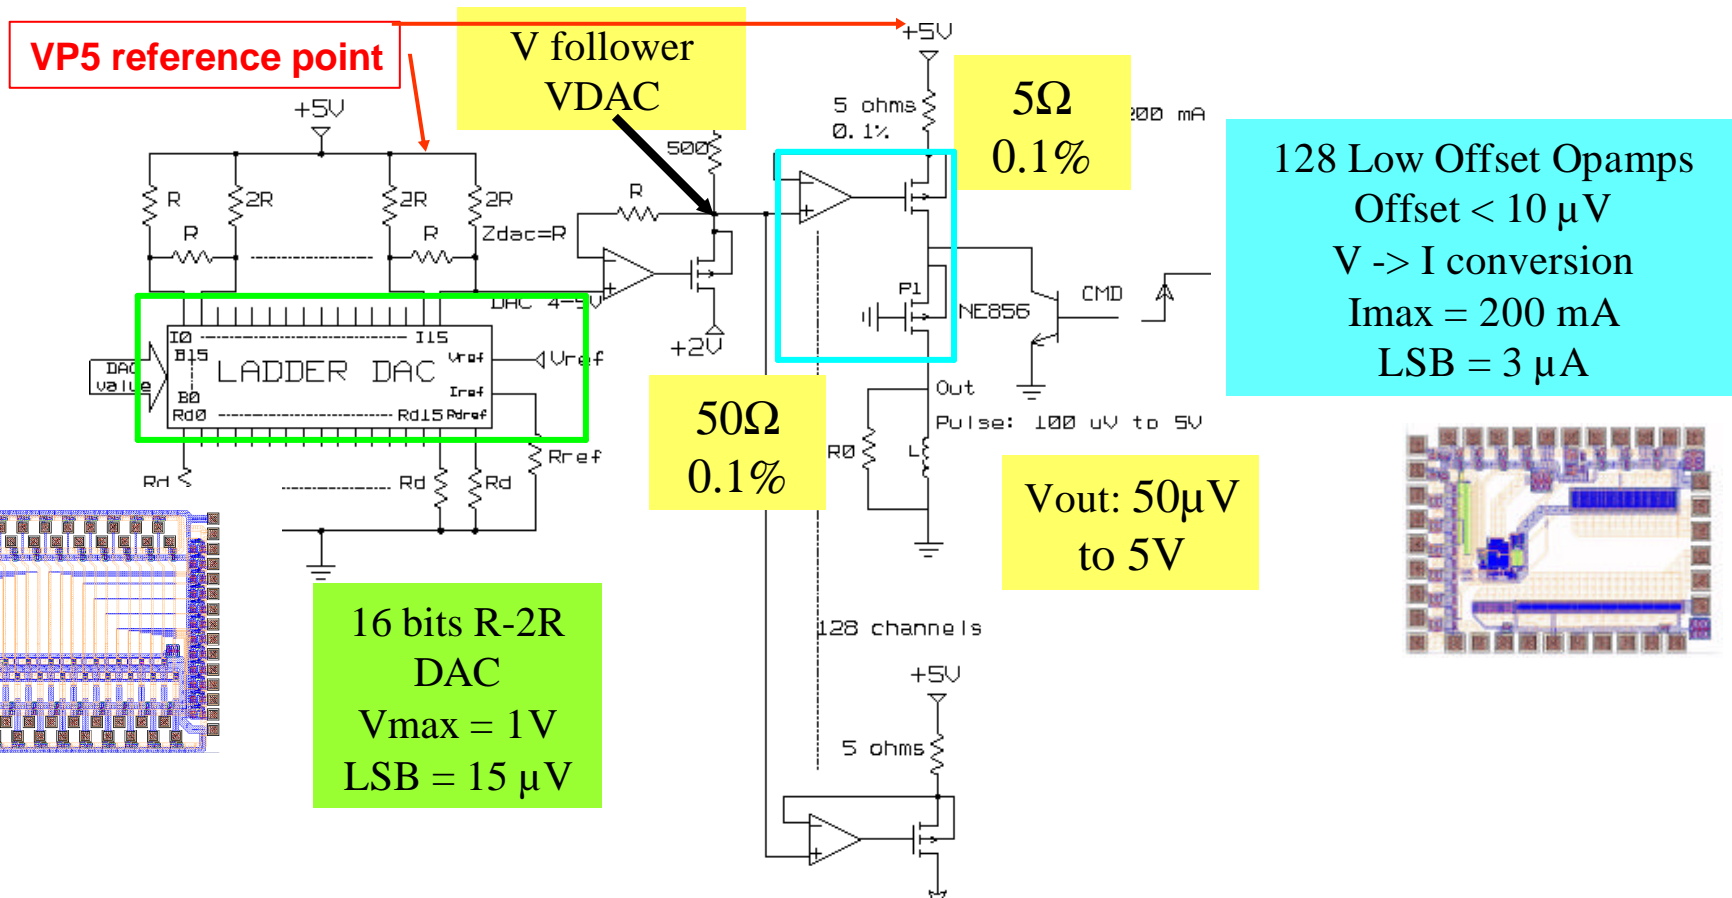 VP5 reference point
V follower
VDAC
+5V
+5V
5 ohms
0.1%
5Ω
0.1%
200 mA
128 Low Offset Opamps
Offset < 10 µV
V -> I conversion
Imax = 200 mA
LSB = 3 µA
500
R
2R
2R
2R
R
R
R
Zdac=R
-
+
-
+
DAC 4-5V
+2V
P1
NE856
CMD
I0
I15
B15
B0
DAC
value
LADDER DAC
Vref
Vref
Iref
Rd0
Rd15
Rdref
Rref
Rd
Rd
Rd
50Ω
0.1%
Out
Pulse: 100 uV to 5V
R0
L
Vout: 50µV
to 5V
16 bits R-2R
DAC
Vmax = 1V
LSB = 15 µV
128 channels
+5V
5 ohms
-
+